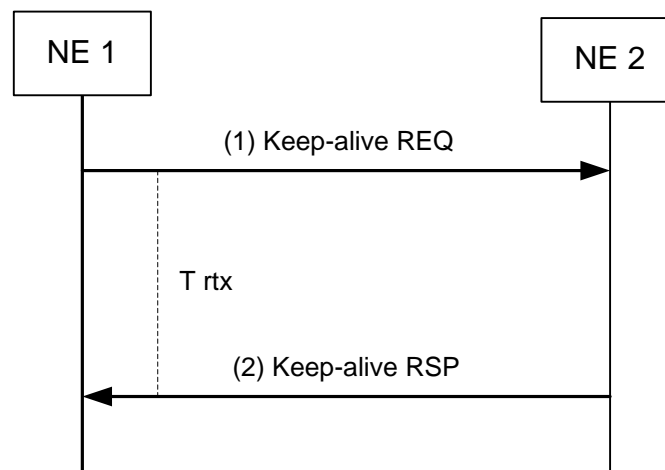 NE 1
NE 2
(1) Keep-alive REQ
T rtx
(2) Keep-alive RSP